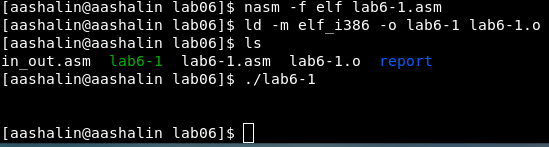 [aashalin@aashalin lab06]$ nasm -f elf lab6-1.asm
[aashalin@aashalin lab06]$ ld -m elf_i386 -o lab6-1 lab6-1.o
[aashalin@aashalin lab06]$ ls
in_out.asm  lab6-1  lab6-1.asm  lab6-1.o  report
[aashalin@aashalin lab06]$ ./lab6-1
[aashalin@aashalin lab06]$